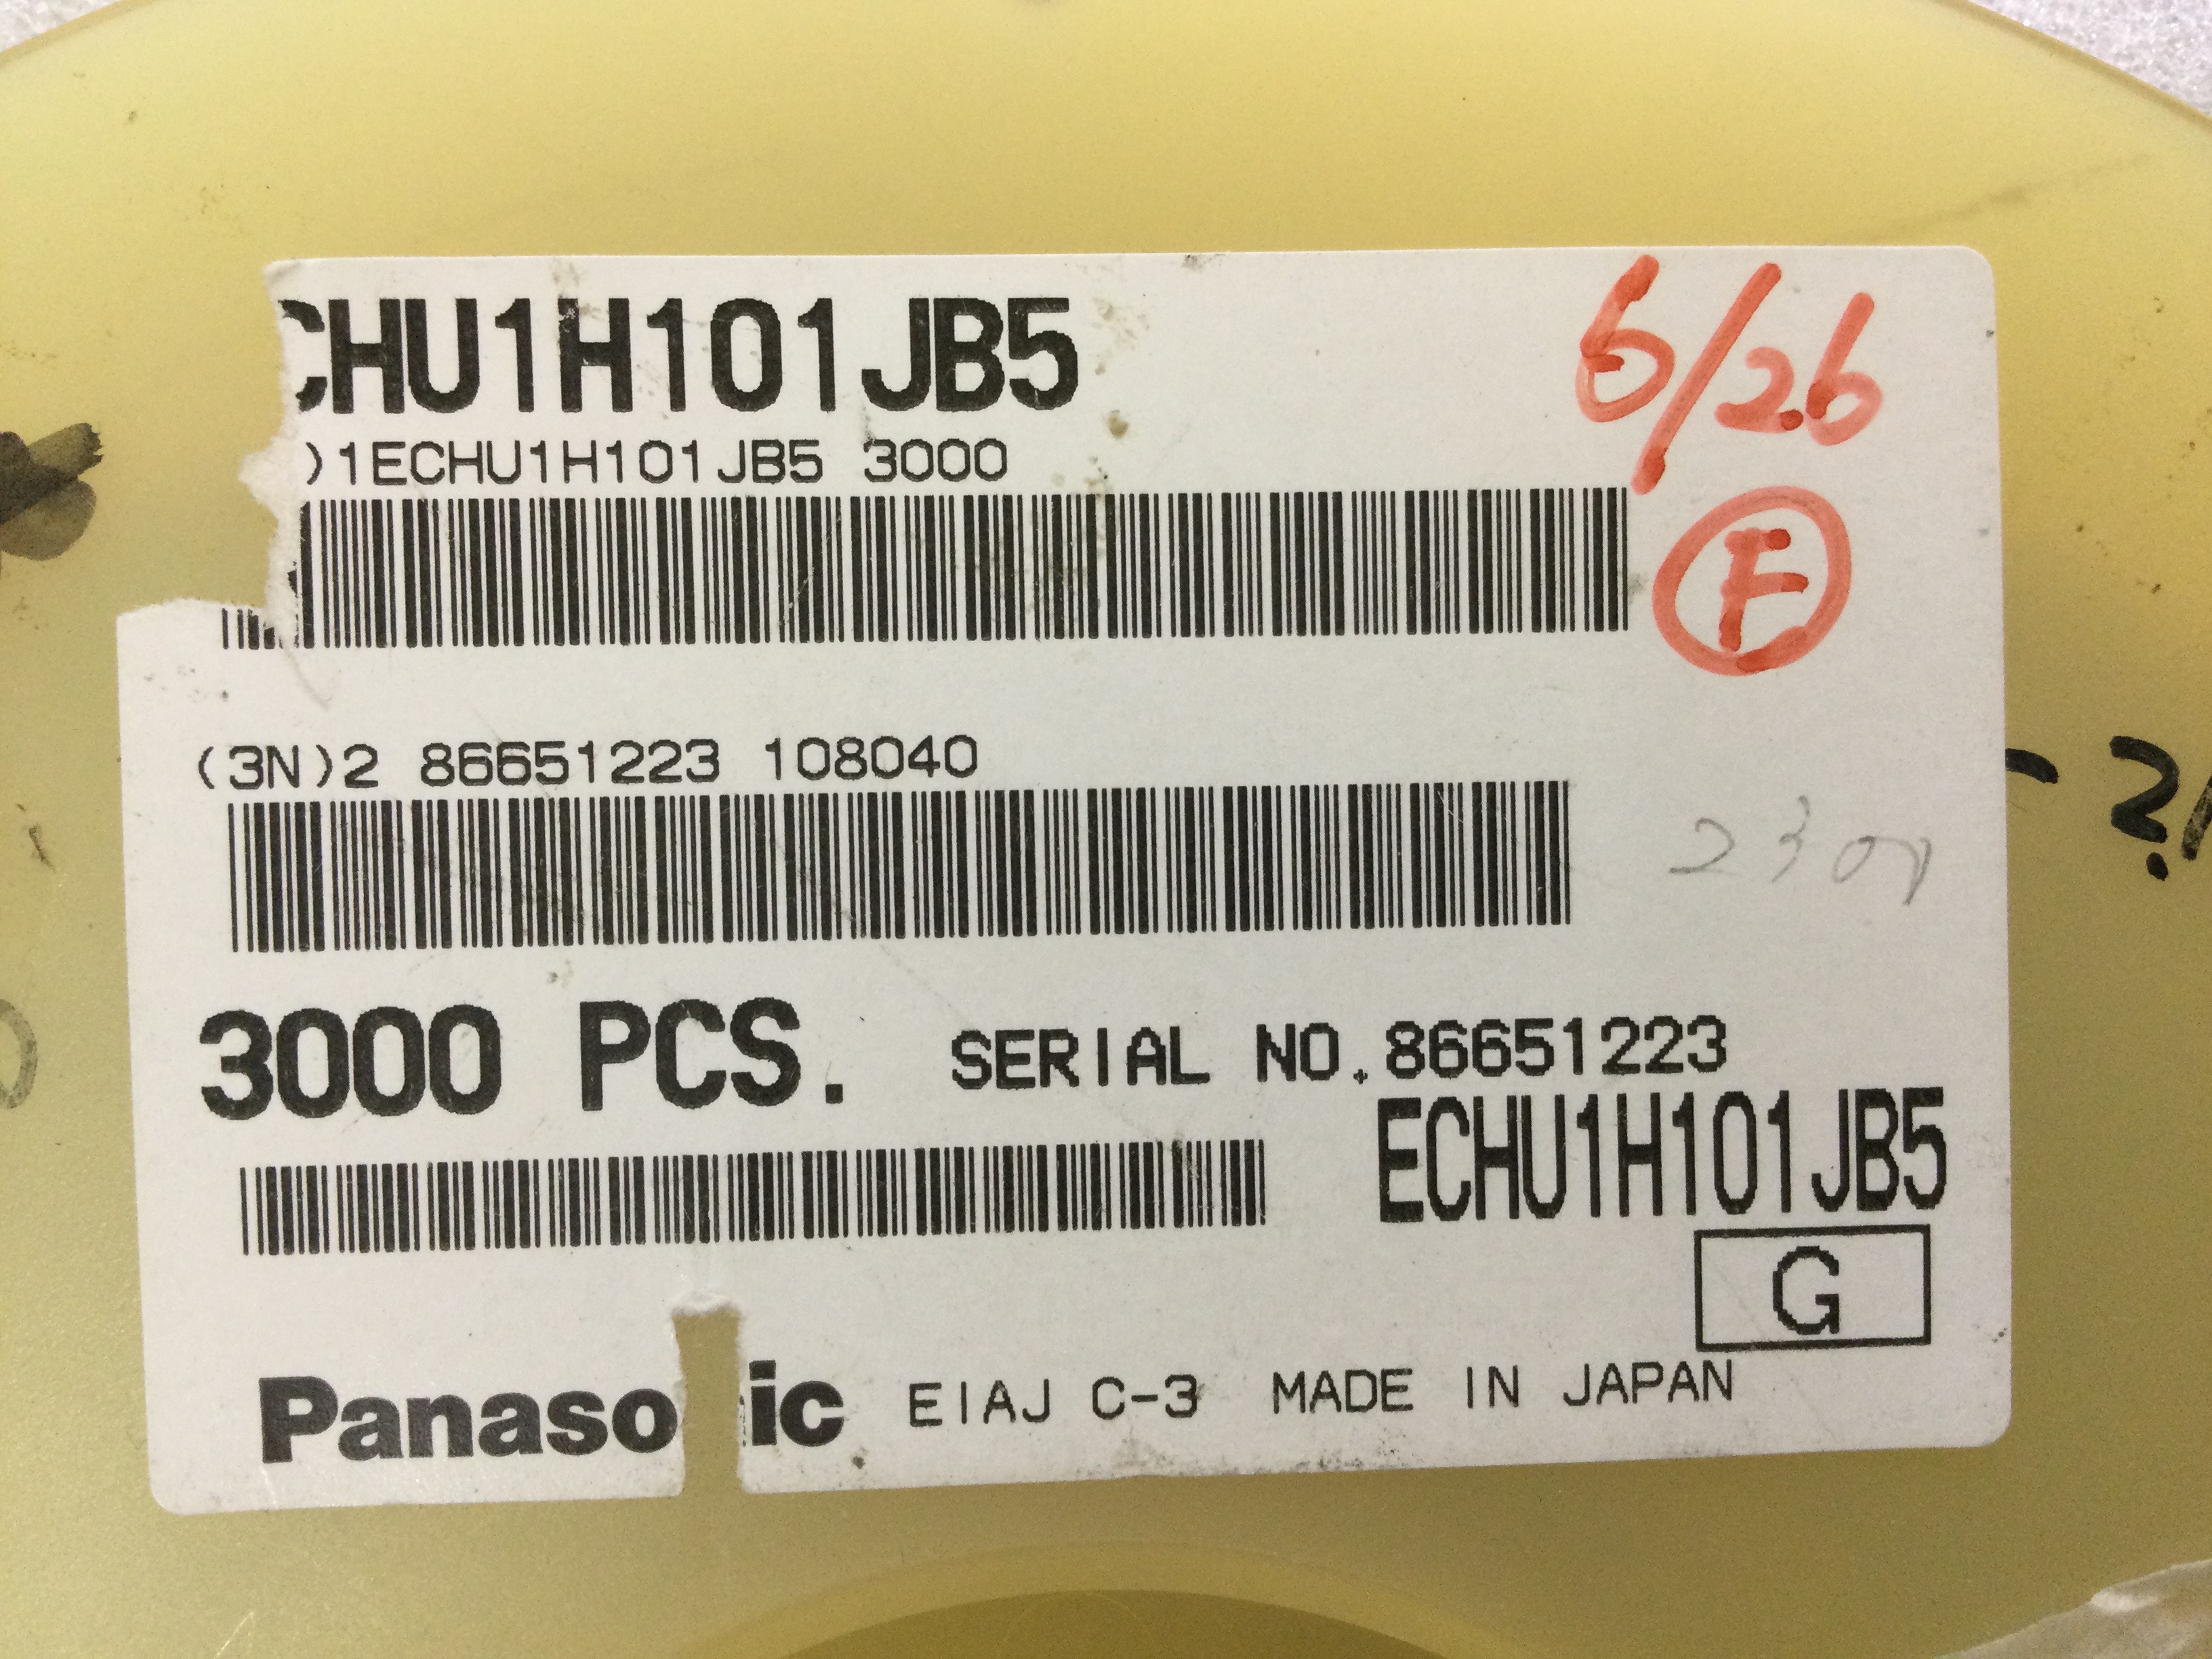 CHU1H101JB5
6/26
)1ECHU1H101JB5 3000
F
(3N)2 86651223 108040
3000 PCS. SERIAL NO.86651223
ECHU1H101JB5
G
Panaso ic EIAJ C-3 MADE IN JAPAN